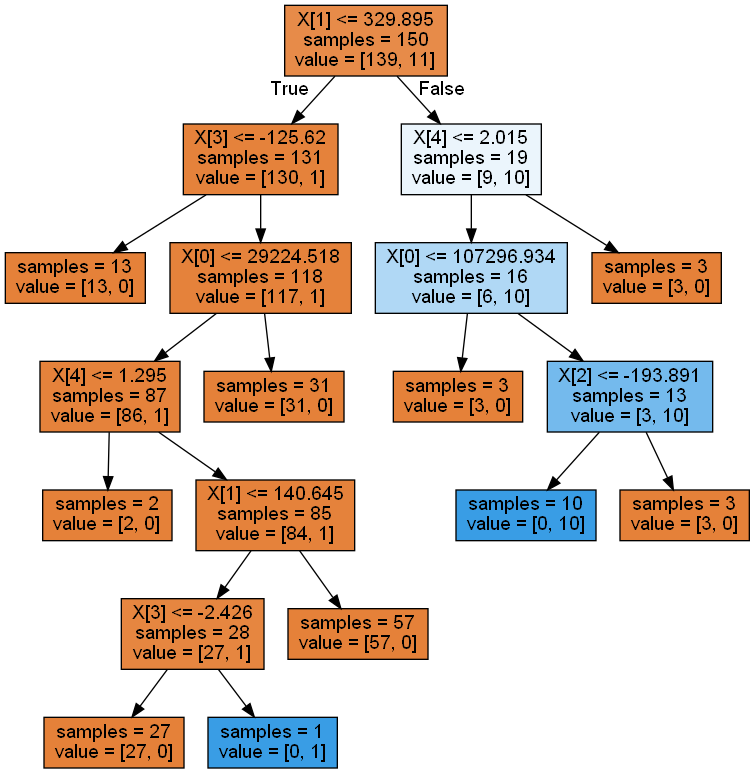 X[1] <= 329.895
samples = 150
value = [139, 11]
True
False
X[3] <= -125.62
samples = 131
value = [130, 1]
X[4] <= 2.015
samples = 19
value = [9, 10]
samples = 13
value = [13, 0]
X[0] <= 29224.518
samples = 118
value = [117, 1]
X[0] <= 107296.934
samples = 16
value = [6, 10]
samples = 3
value = [3, 0]
X[4] <= 1.295
samples = 87
value = [86, 1]
samples = 31
value = [31, 0]
samples = 3
value = [3, 0]
X[2] <= -193.891
samples = 13
value = [3, 10]
samples = 2
value = [2, 0]
X[1] <= 140.645
samples = 85
value = [84, 1]
samples = 10
value = [0, 10]
samples = 3
value = [3, 0]
X[3] <= -2.426
samples = 28
value = [27, 1]
samples = 57
value = [57, 0]
samples = 27
value = [27, 0]
samples = 1
value = [0, 1]